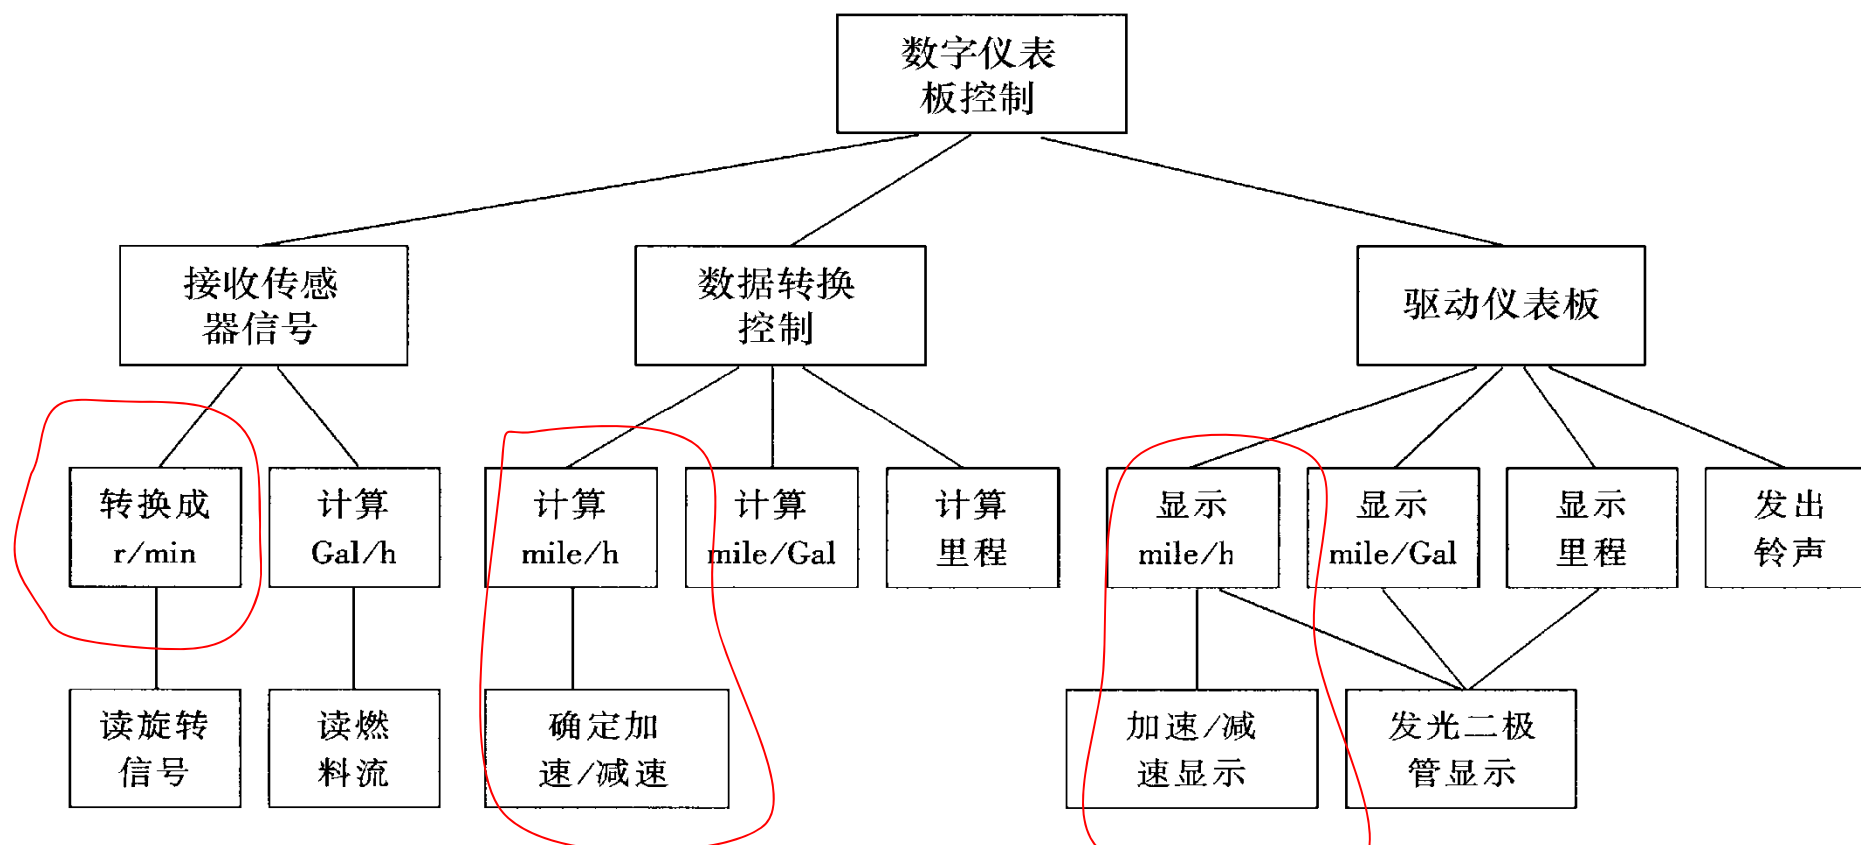 数字仪表
板控制
接收传感
器信号
数据转换
控制
驱动仪表板
转换成
r/min
计算
Gal/h
计算
mile/h
计算
mile/Gal
计算
里程
显示
mile/h
显示
mile/Gal
显示
里程
发出
铃声
读旋转
信号
读燃
料流
确定加
速/减速
加速/减
速显示
发光二极
管显示